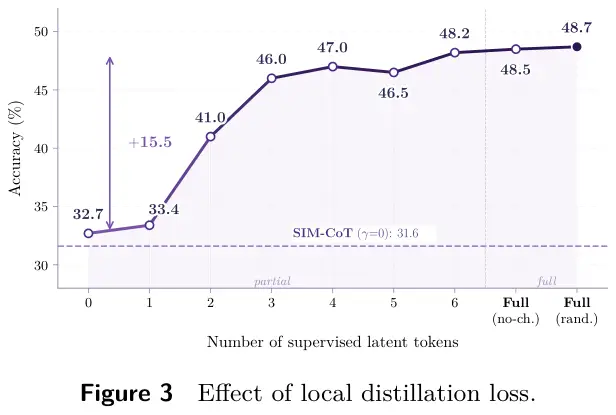 50
45
40
35
30
Accuracy (%)
+15.5
32.7
33.4
41.0
46.0
47.0
46.5
48.2
48.5
48.7
SIM-CoT (γ=0): 31.6
partial
full
0
1
2
3
4
5
6
Full
(no-ch.)
Full
(rand.)
Number of supervised latent tokens
Figure 3 Effect of local distillation loss.